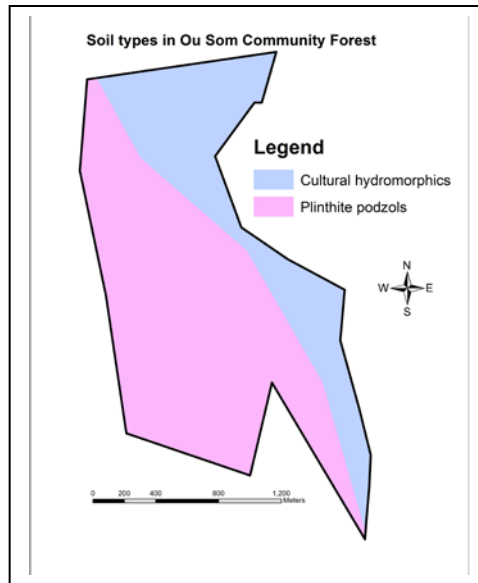 Soil types in Ou Som Community Forest
Legend
Cultural hydromorphics
Plinthite podzols
N
W E
S
0 200 400 800 1,200
Meters